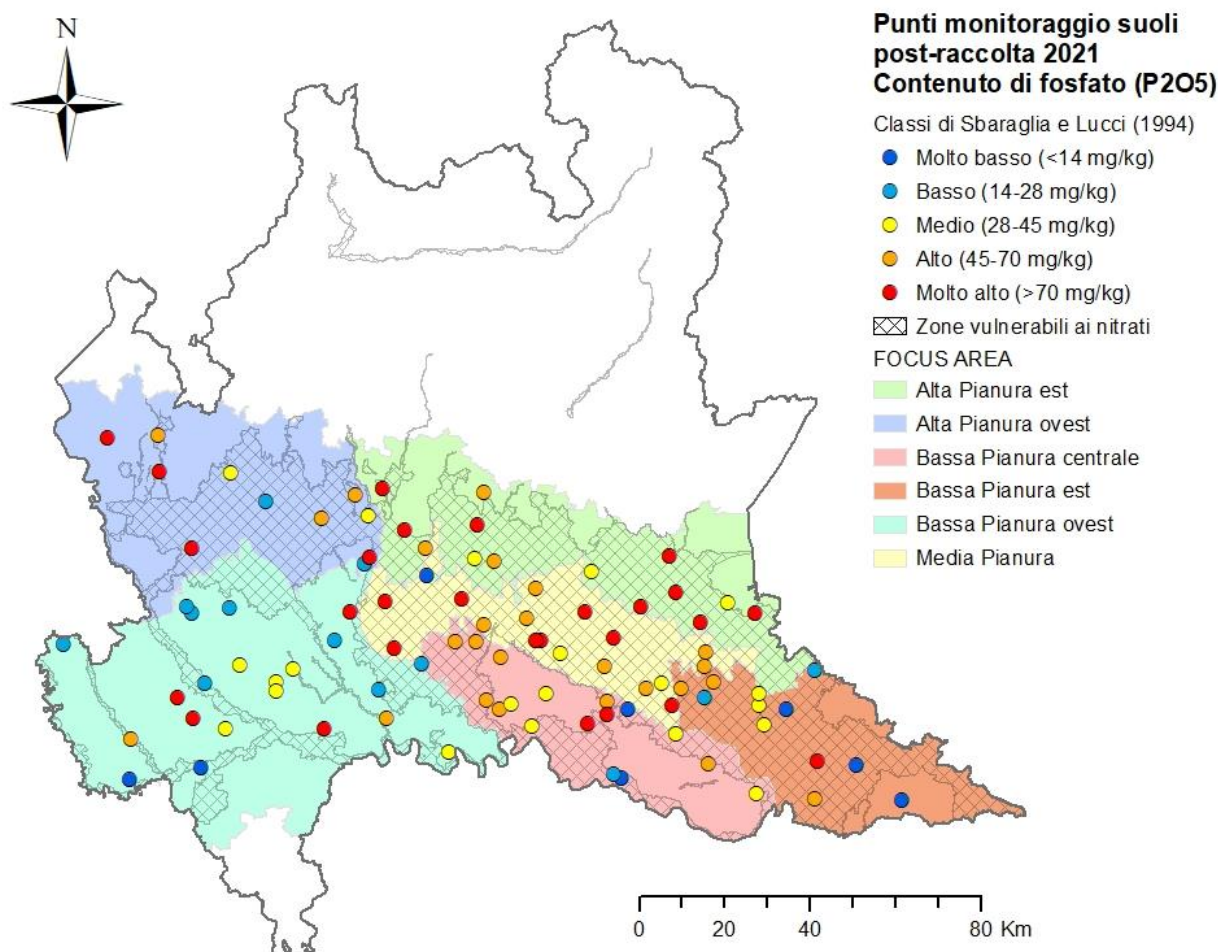 N
Punti monitoraggio suoli
post-raccolta 2021
Contenuto di fosfato (P2O5)
Classi di Sbaraglia e Lucci (1994)
Molto basso (<14 mg/kg)
Basso (14-28 mg/kg)
Medio (28-45 mg/kg)
Alto (45-70 mg/kg)
Molto alto (>70 mg/kg)
Zone vulnerabili ai nitrati
FOCUS AREA
Alta Pianura est
Alta Pianura ovest
Bassa Pianura centrale
Bassa Pianura est
Bassa Pianura ovest
Media Pianura
0 20 40 80 Km